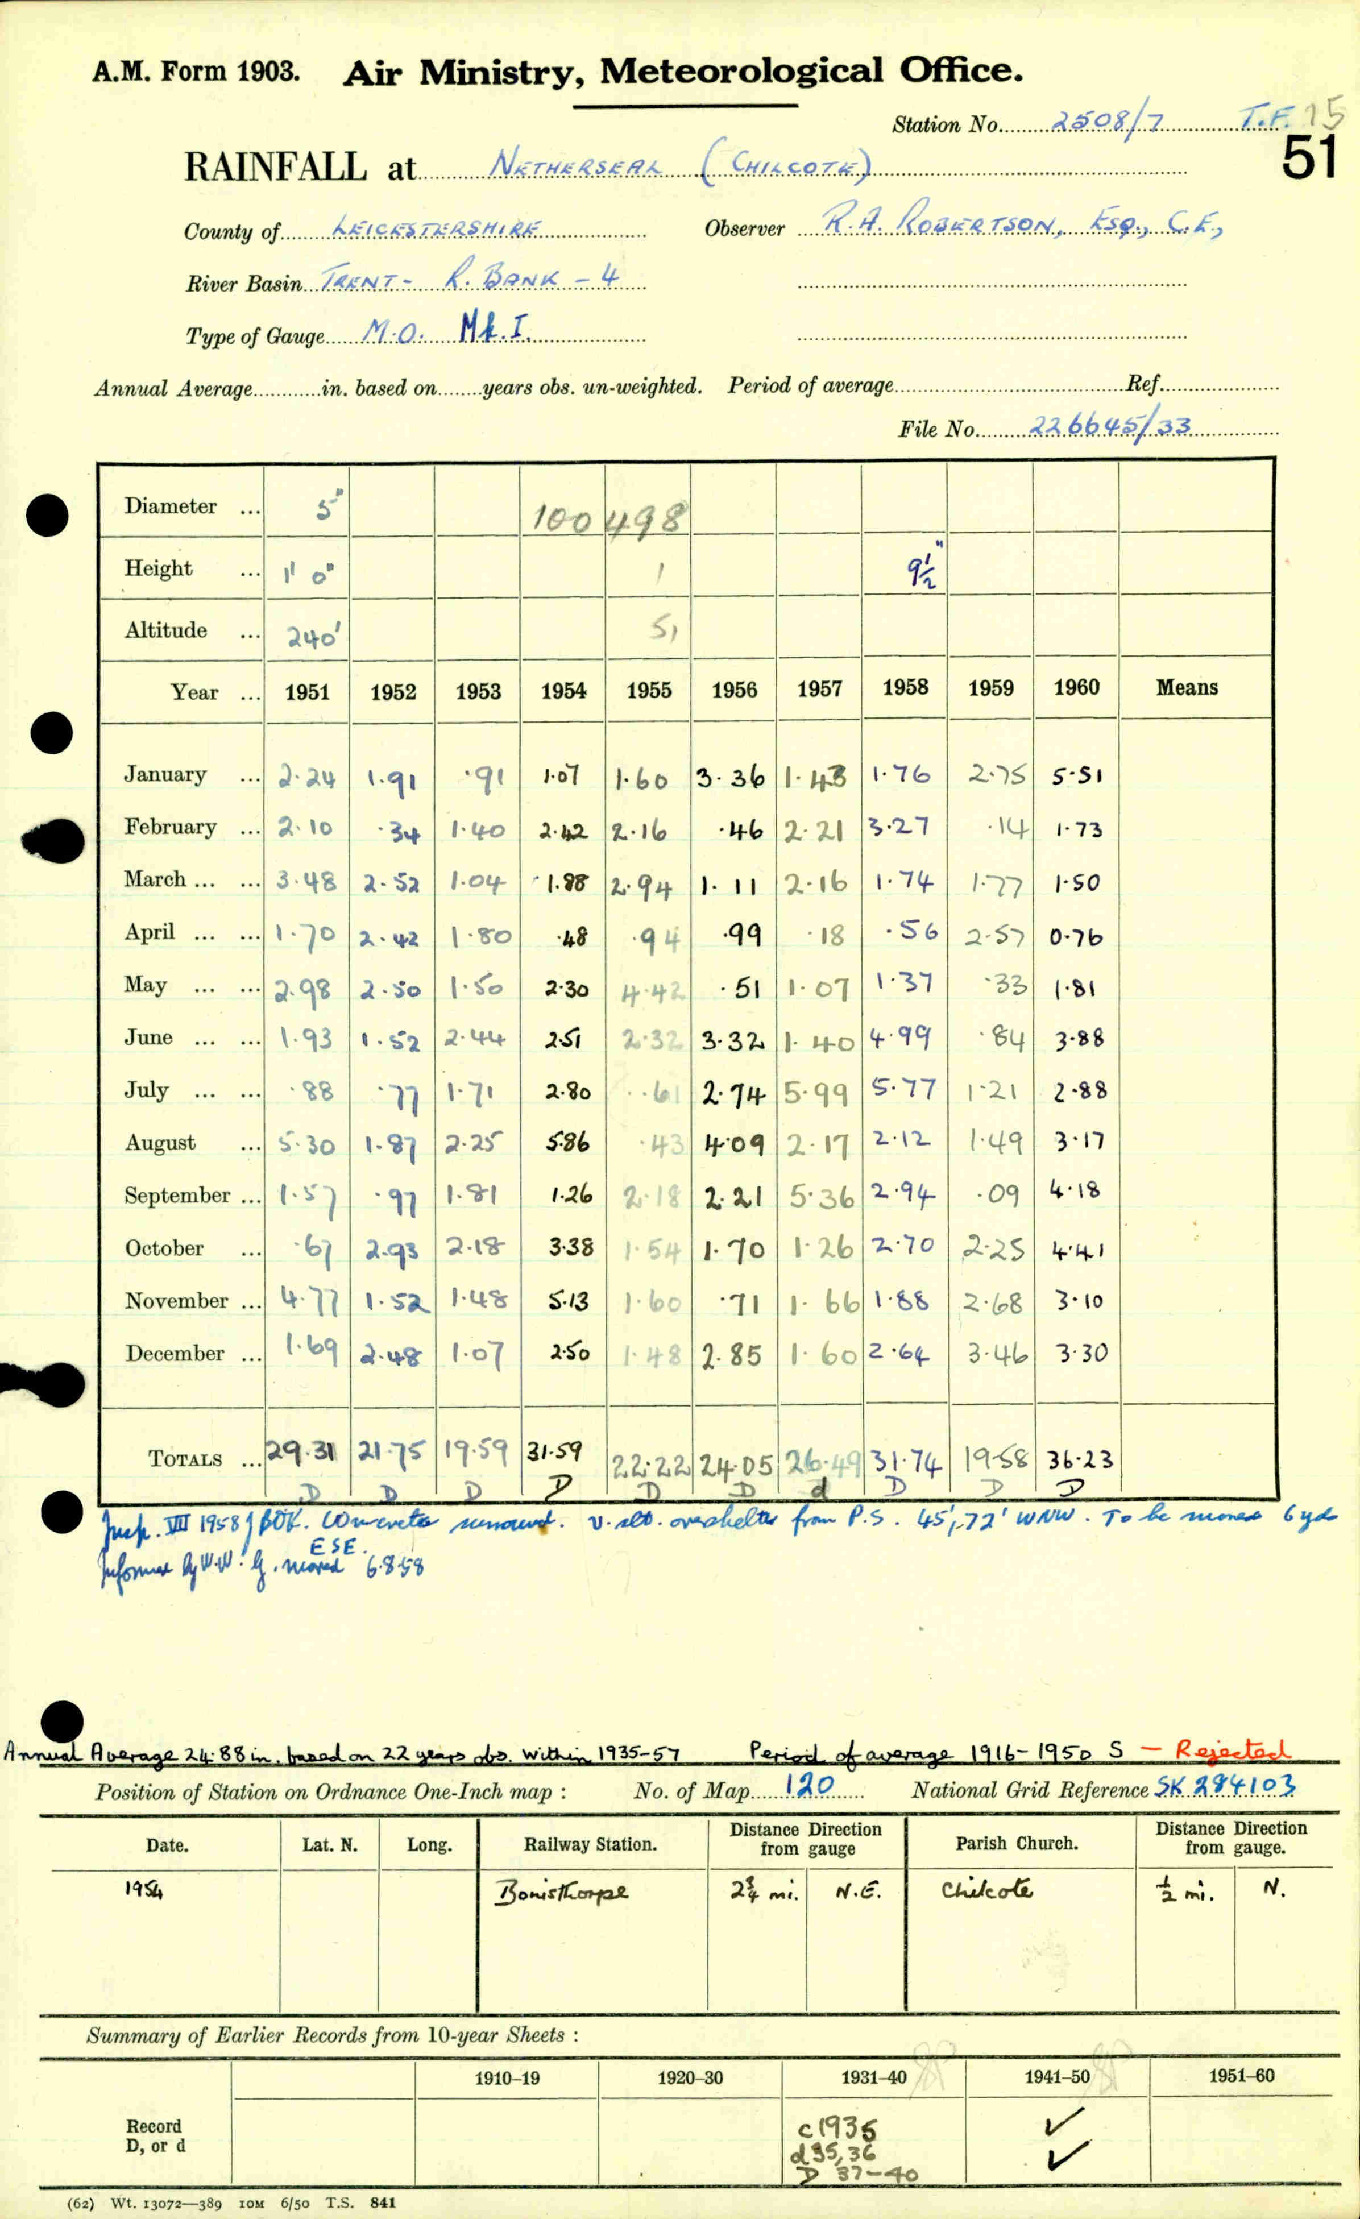 A.M. Form 1903. Air Ministry, Meteorological Office.
Station No. 2508/7 T.F. 15
51
RAINFALL at NETHERSEAL (CHILCOTE)
County of LEICESTERSHIRE Observer R.A. ROBERTSON, ESQ., C.E.,
River Basin TRENT - R. BANK - 4
Type of Gauge M.O. Mk. I.
Annual Average in. based on years obs. un-weighted. Period of average Ref.
File No. 226645/33
Diameter ... 5" 100498
Height ... 1' 0" 1 9½"
Altitude ... 240' 51
Year ... 1951 1952 1953 1954 1955 1956 1957 1958 1959 1960 Means
January ... 2.24 1.91 .91 1.07 1.60 3.36 1.43 1.76 2.75 5.51
February ... 2.10 .34 1.40 2.42 2.16 .46 2.21 3.27 .14 1.73
March ... ... 3.48 2.52 1.04 1.88 2.94 1.11 2.16 1.74 1.77 1.50
April ... ... 1.70 2.42 1.80 .48 .94 .99 .18 .56 2.57 0.76
May ... ... 2.98 2.50 1.50 2.30 4.42 .51 1.07 1.37 .33 1.81
June ... ... 1.93 1.52 2.44 2.51 2.32 3.32 1.40 4.99 .84 3.88
July ... ... .88 .77 1.71 2.80 .61 2.74 5.99 5.77 1.21 2.88
August ... 5.30 1.87 2.25 5.86 .43 4.09 2.17 2.12 1.49 3.17
September ... 1.57 .97 1.81 1.26 2.18 2.21 5.36 2.94 .09 4.18
October ... .67 2.93 2.18 3.38 1.54 1.70 1.26 2.70 2.25 4.41
November ... 4.77 1.52 1.48 5.13 1.60 .71 1.66 1.88 2.68 3.10
December ... 1.69 2.48 1.07 2.50 1.48 2.85 1.60 2.64 3.46 3.30
TOTALS ... 29.31 21.75 19.59 31.59 22.22 24.05 26.49 31.74 19.58 36.23
D D D D D D d D D D
Insp. VIII 1958 concrete surround. from P.S. 45', 72' WNW. To be moved 6 yds
ESE.
Informed by W.W. moved 6.8.58
Annual Average 24.88 in. based on 22 years obs. within 1935-57 Period of average 1916-1950 S - Rejected
Position of Station on Ordnance One-Inch map : No. of Map 120 National Grid Reference SK 284103
Date. Lat. N. Long. Railway Station. Distance from Direction gauge Parish Church. Distance from Direction gauge.
1954 Donisthorpe 2¾ mi. N.E. Chilcote ½ mi. N.
Summary of Earlier Records from 10-year Sheets :
1910–19 1920–30 1931–40 1941–50 1951–60
Record c1935 ✓
D, or d d35,36 ✓
D 37-40
(62) Wt. 13072—389 10M 6/50 T.S. 841